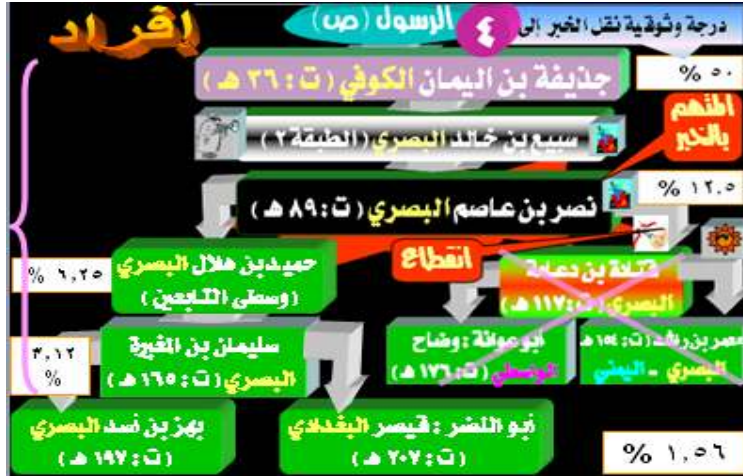 درجة وثوقية نقل الخبر إلى
٤
الرسول (ص)
إفراد
٥٠ %
حذيفة بن اليمان الكوفي (ت : ٣٦ هـ)
المتهم
بالخبر
سبيع بن خالد البصري (الطبقة ٢)
١٢.٥ %
نصر بن عاصم البصري (ت : ٨٩ هـ)
انقطاع
حميد بن هلال البصري
(وسطى التابعين)
٦,٢٥ %
قتادة بن دعامة
البصري (ت : ١١٧ هـ)
معمر بن راشد (ت : ١٥٤ هـ
البصري - اليمني
أبو عوانة : وضاح
الوسطي (ت : ١٧٦ هـ)
سليمان بن المغيرة
البصري (ت : ١٦٥ هـ)
٣,١٢
%
أبو النضر : قيصر البغدادي
(ت : ٢٠٧ هـ)
بهز بن أسد البصري
(ت : ١٩٧ هـ)
١,٥٦ %